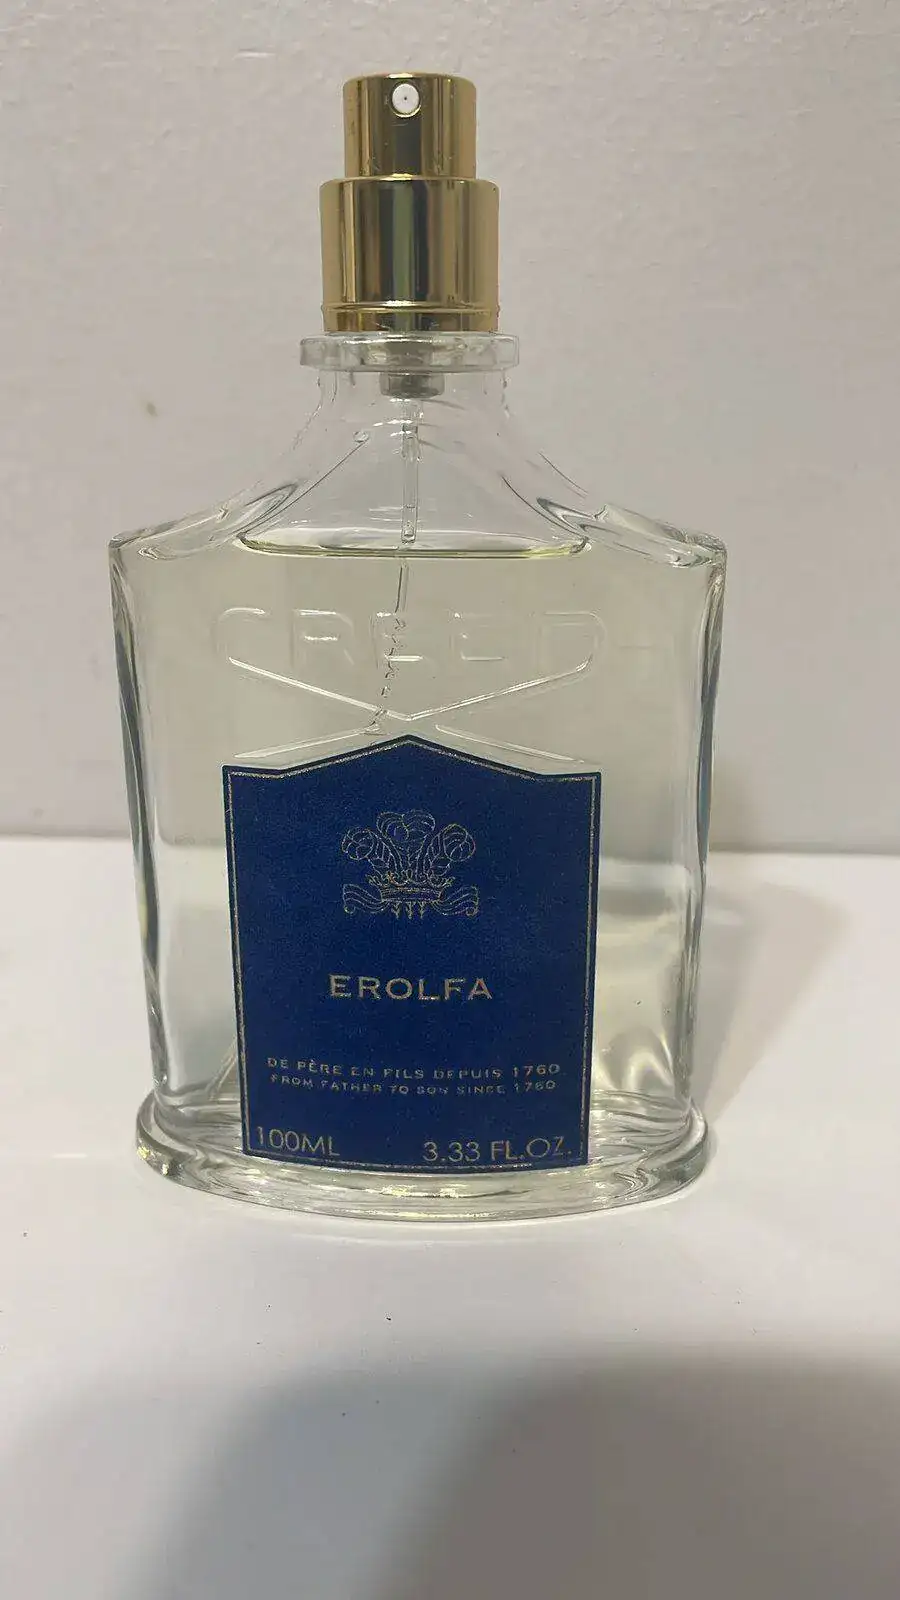 CREED
EROLFA
DE PÈRE EN FILS DEPUIS 1760
FROM FATHER TO SON SINCE 1760
100ML 3.33 FL.OZ.